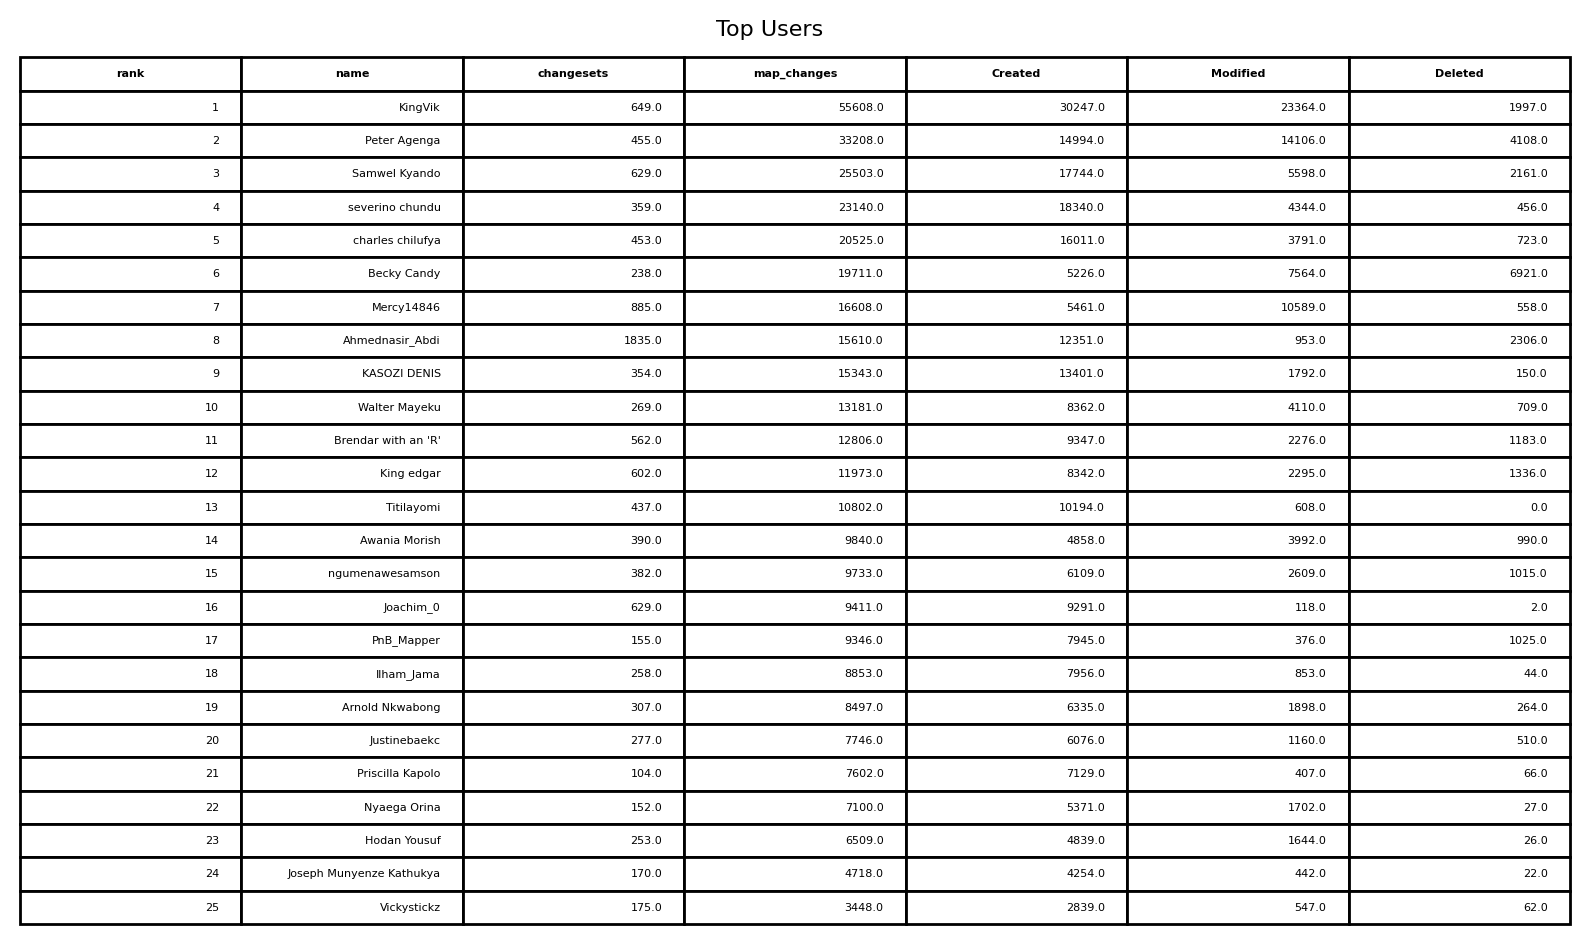 Top Users
rank name changesets map_changes Created Modified Deleted
1 KingVik 649.0 55608.0 30247.0 23364.0 1997.0
2 Peter Agenga 455.0 33208.0 14994.0 14106.0 4108.0
3 Samwel Kyando 629.0 25503.0 17744.0 5598.0 2161.0
4 severino chundu 359.0 23140.0 18340.0 4344.0 456.0
5 charles chilufya 453.0 20525.0 16011.0 3791.0 723.0
6 Becky Candy 238.0 19711.0 5226.0 7564.0 6921.0
7 Mercy14846 885.0 16608.0 5461.0 10589.0 558.0
8 Ahmednasir_Abdi 1835.0 15610.0 12351.0 953.0 2306.0
9 KASOZI DENIS 354.0 15343.0 13401.0 1792.0 150.0
10 Walter Mayeku 269.0 13181.0 8362.0 4110.0 709.0
11 Brendar with an 'R' 562.0 12806.0 9347.0 2276.0 1183.0
12 King edgar 602.0 11973.0 8342.0 2295.0 1336.0
13 Titilayomi 437.0 10802.0 10194.0 608.0 0.0
14 Awania Morish 390.0 9840.0 4858.0 3992.0 990.0
15 ngumenawesamson 382.0 9733.0 6109.0 2609.0 1015.0
16 Joachim_0 629.0 9411.0 9291.0 118.0 2.0
17 PnB_Mapper 155.0 9346.0 7945.0 376.0 1025.0
18 Ilham_Jama 258.0 8853.0 7956.0 853.0 44.0
19 Arnold Nkwabong 307.0 8497.0 6335.0 1898.0 264.0
20 Justinebaekc 277.0 7746.0 6076.0 1160.0 510.0
21 Priscilla Kapolo 104.0 7602.0 7129.0 407.0 66.0
22 Nyaega Orina 152.0 7100.0 5371.0 1702.0 27.0
23 Hodan Yousuf 253.0 6509.0 4839.0 1644.0 26.0
24 Joseph Munyenze Kathukya 170.0 4718.0 4254.0 442.0 22.0
25 Vickystickz 175.0 3448.0 2839.0 547.0 62.0